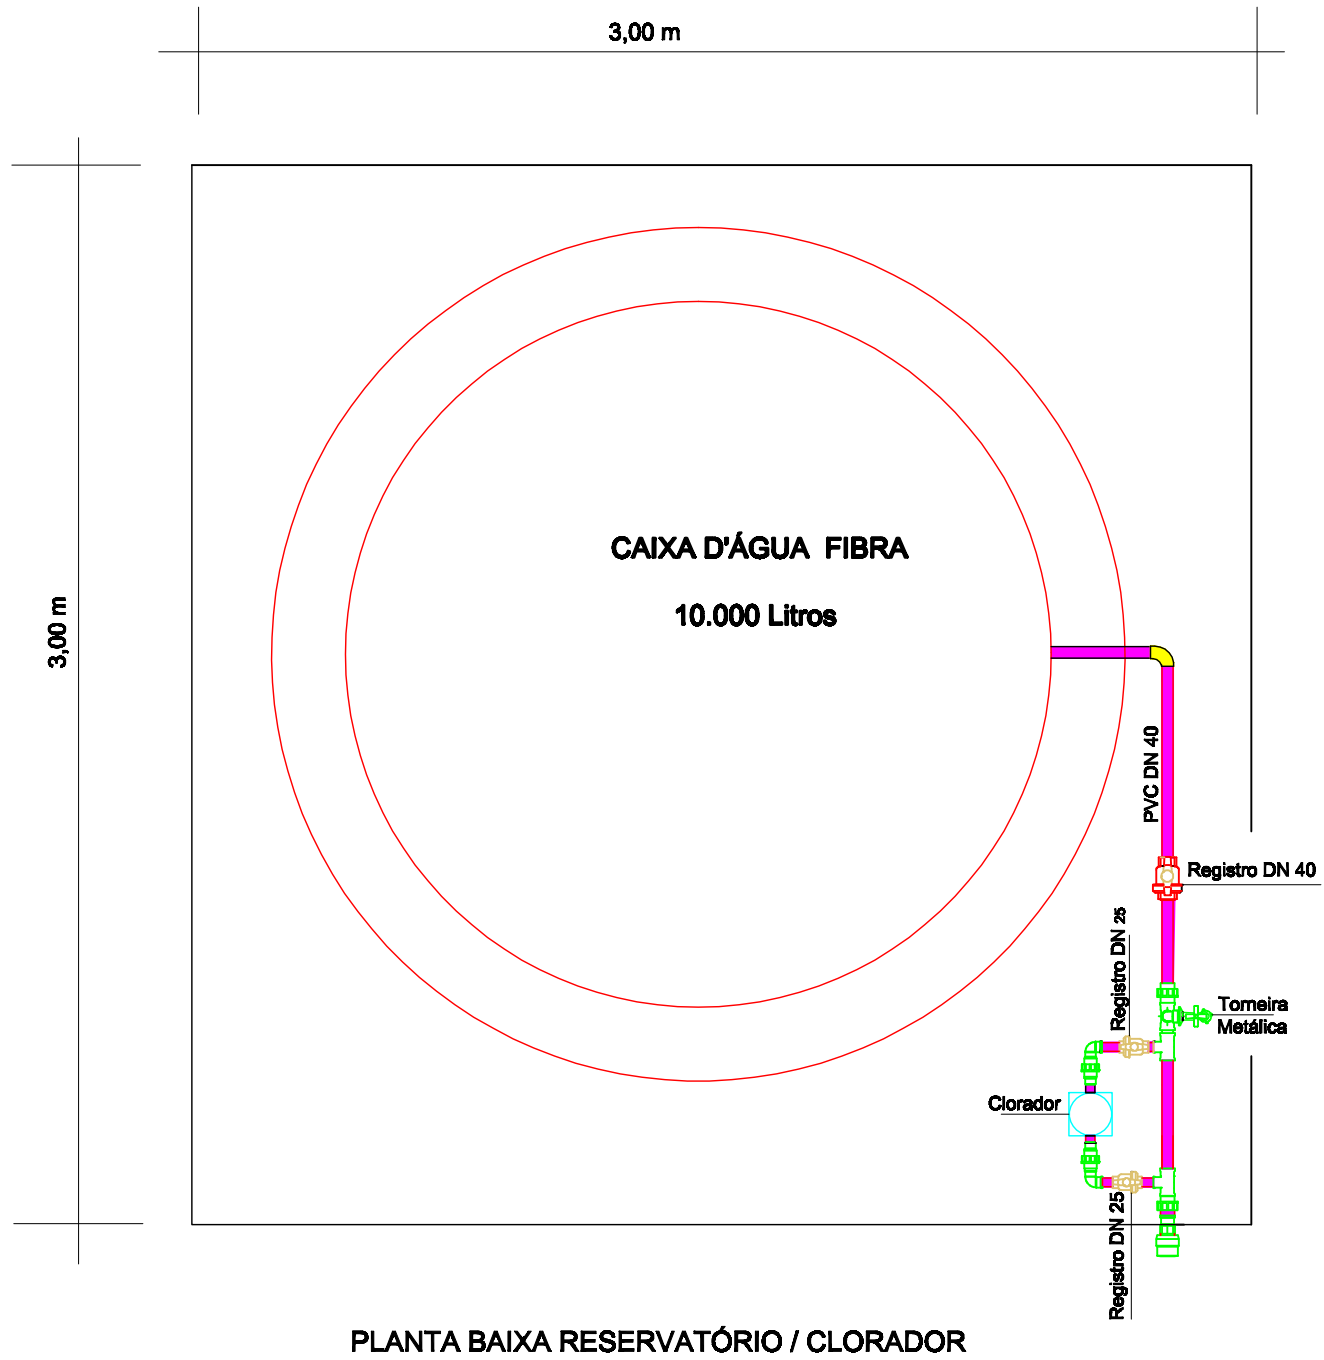 3,00 m
3,00 m
CAIXA D'ÁGUA FIBRA
10.000 Litros
PVC DN 40
Registro DN 40
Registro DN 25
Torneira
Metálica
Clorador
Registro DN 25
PLANTA BAIXA RESERVATÓRIO / CLORADOR